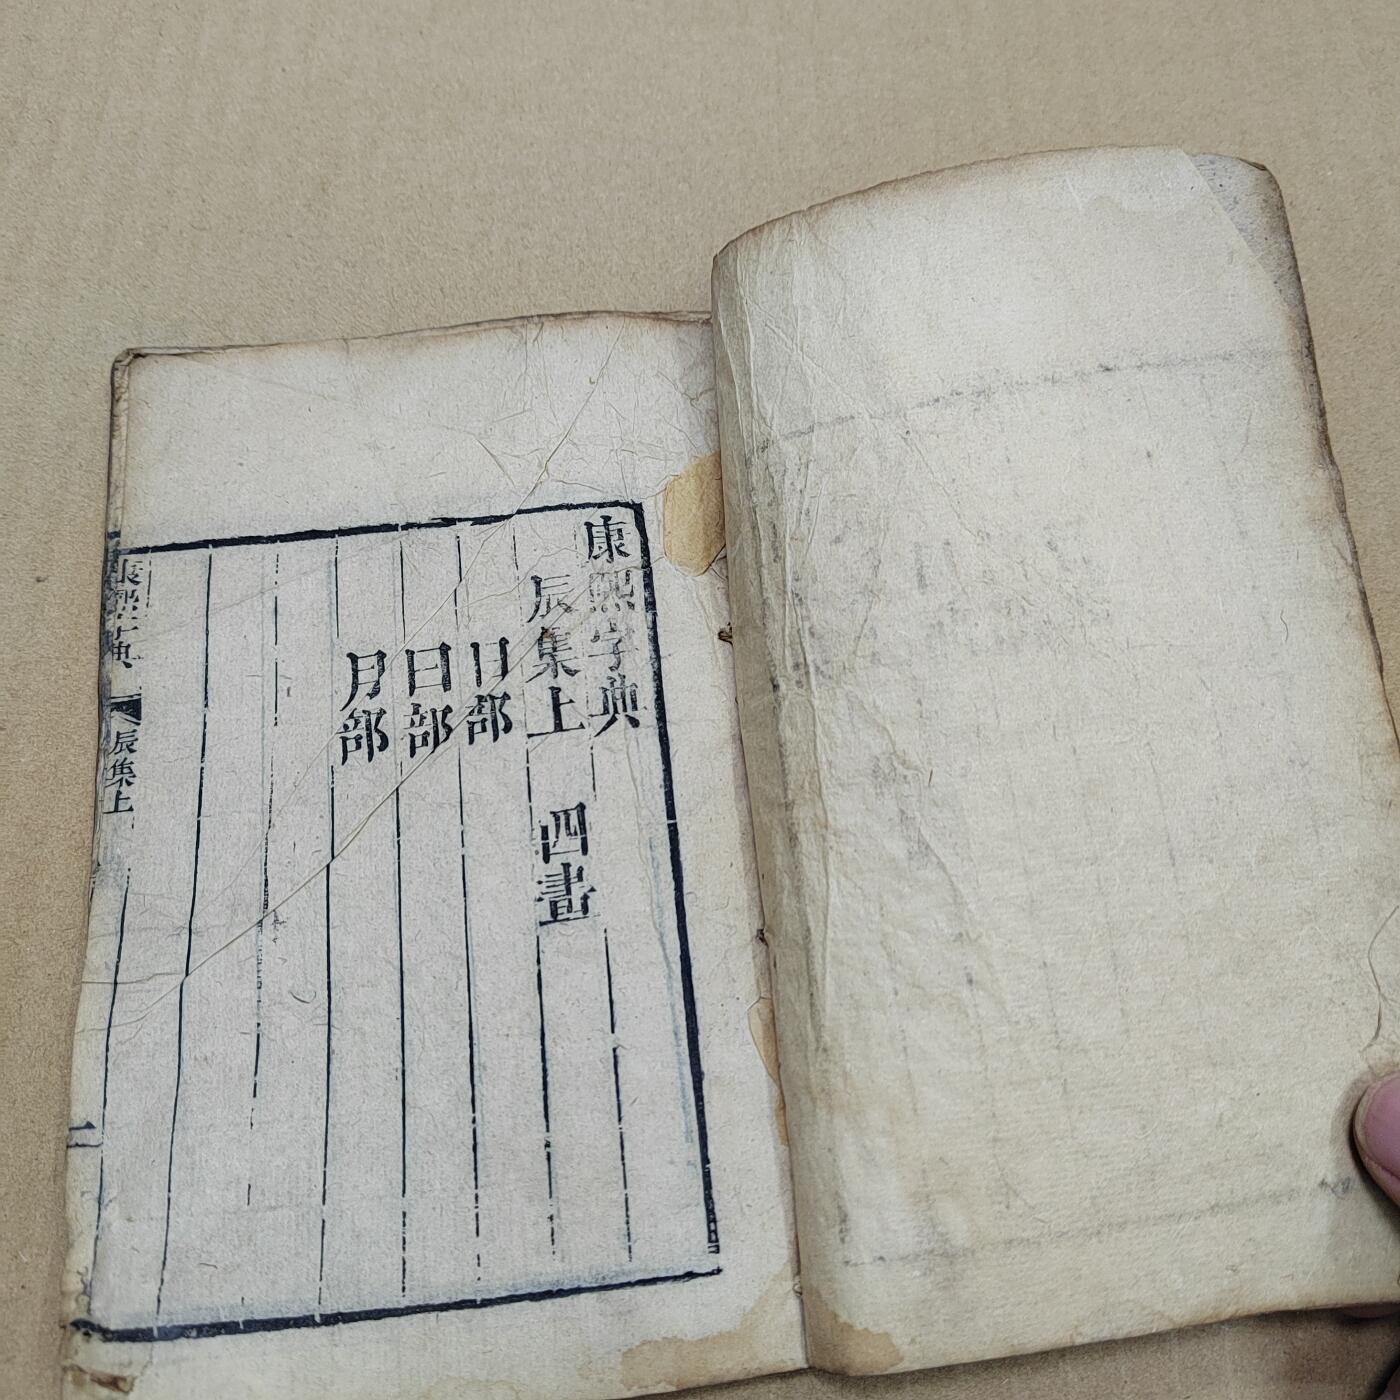 康熙字典
辰集上 四畫
日部
曰部
月部
康熙字典 辰集上 二